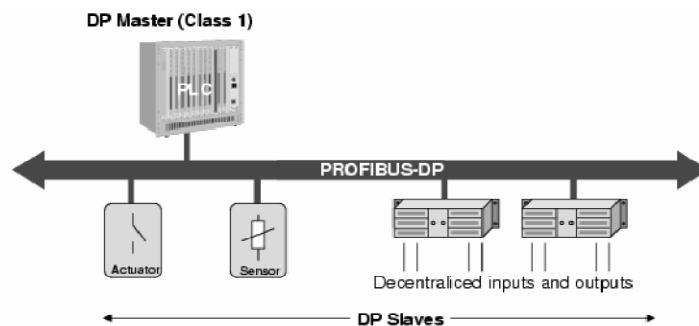 DP Master (Class 1)
PLC
PROFIBUS-DP
Actuator
Sensor
Decentraliced inputs and outputs
DP Slaves